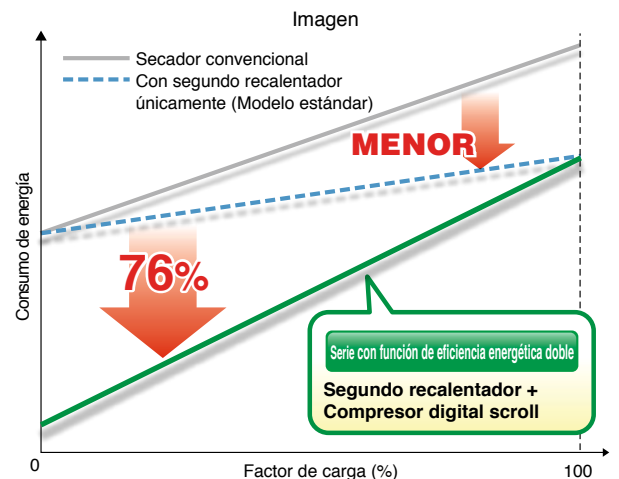 Imagen
Secador convencional
Con segundo recalentador
únicamente (Modelo estándar)
MENOR
Consumo de energía
76%
Serie con función de eficiencia energética doble
Segundo recalentador +
Compresor digital scroll
0
Factor de carga (%)
100